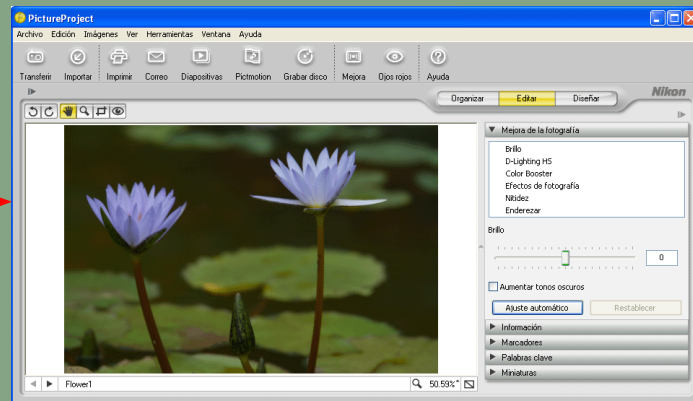 PictureProject
Archivo Edición Imágenes Ver Herramientas Ventana Ayuda
Transferir Importar Imprimir Correo Diapositivas Pictmotion Grabar disco Mejora Ojos rojos Ayuda
Organizar Editar Diseñar Nikon
Mejora de la fotografía
Brillo
D-Lighting HS
Color Booster
Efectos de fotografía
Nitidez
Enderezar
Brillo
0
Aumentar tonos oscuros
Ajuste automático Restablecer
Información
Marcadores
Palabras clave
Miniaturas
Flower1 50.59%*